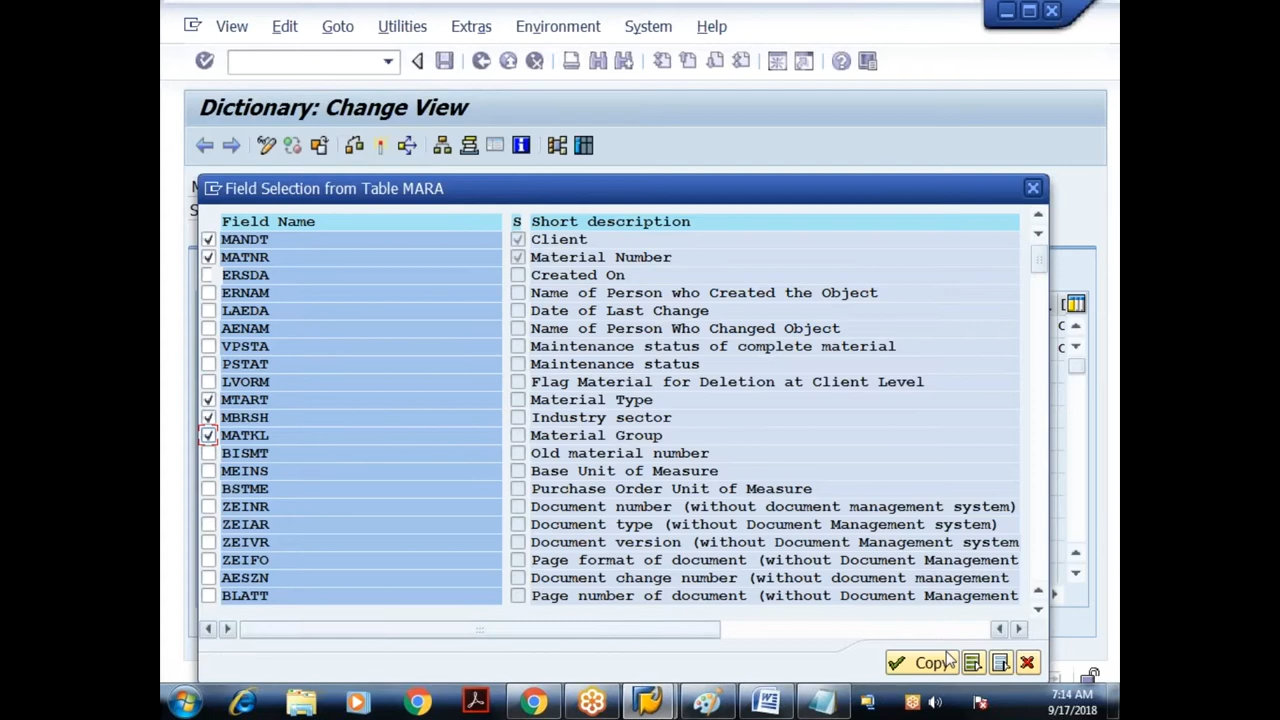 View Edit Goto Utilities Extras Environment System Help
Dictionary: Change View
Field Selection from Table MARA
Field Name S Short description
MANDT Client
MATNR Material Number
ERSDA Created On
ERNAM Name of Person who Created the Object
LAEDA Date of Last Change
AENAM Name of Person Who Changed Object
VPSTA Maintenance status of complete material
PSTAT Maintenance status
LVORM Flag Material for Deletion at Client Level
MTART Material Type
MBRSH Industry sector
MATKL Material Group
BISMT Old material number
MEINS Base Unit of Measure
BSTME Purchase Order Unit of Measure
ZEINR Document number (without document management system)
ZEIAR Document type (without Document Management system)
ZEIVR Document version (without Document Management system
ZEIFO Page format of document (without Document Management
AESZN Document change number (without document management
BLATT Page number of document (without Document Management
Copy
7:14 AM
9/17/2018